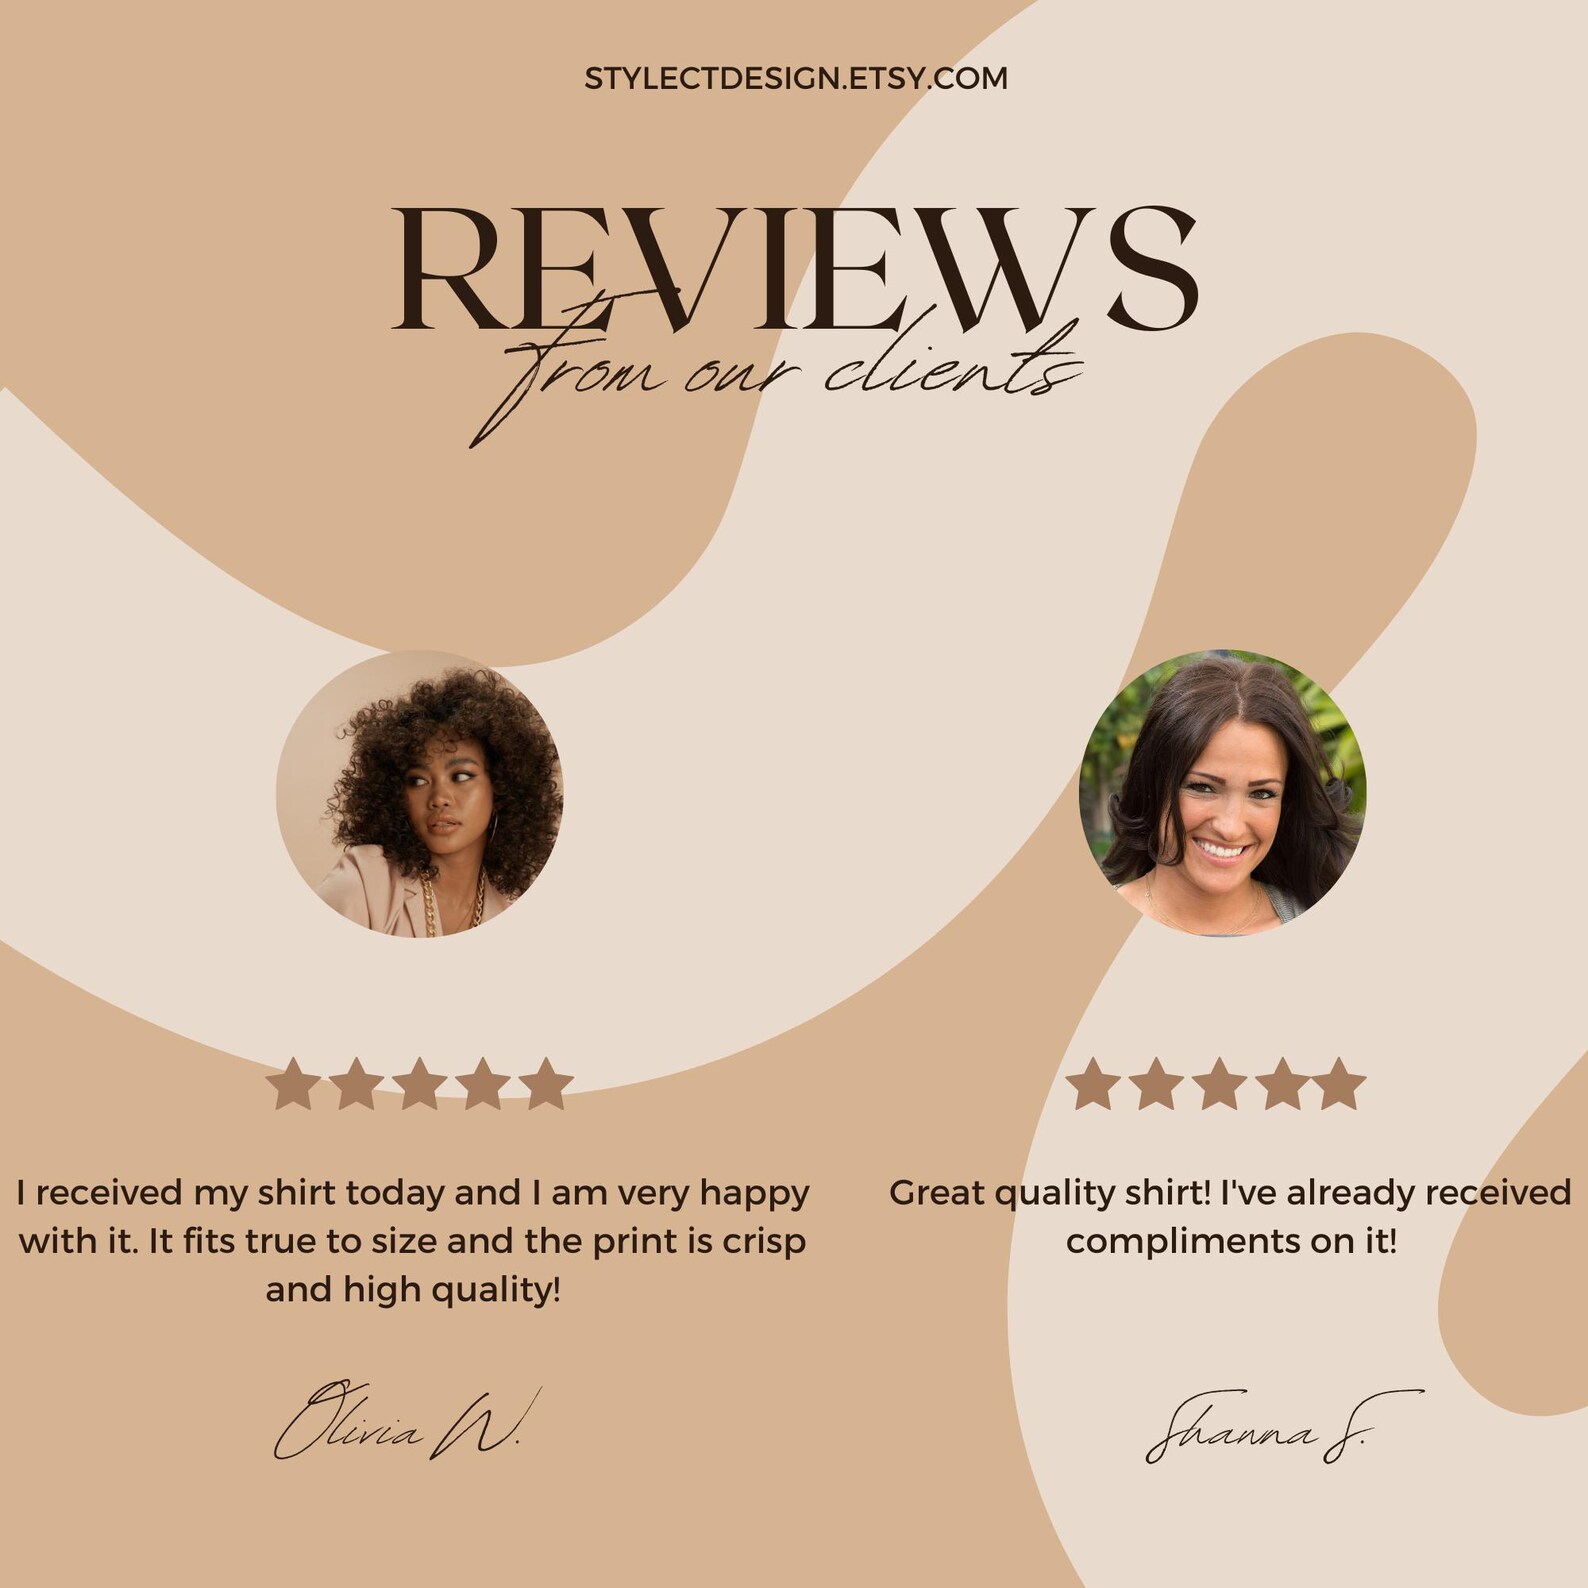 STYLECTDESIGN.ETSY.COM
REVIEWS
from our clients
I received my shirt today and I am very happy
with it. It fits true to size and the print is crisp
and high quality!
Olivia W.
Great quality shirt! I've already received
compliments on it!
Shanna S.